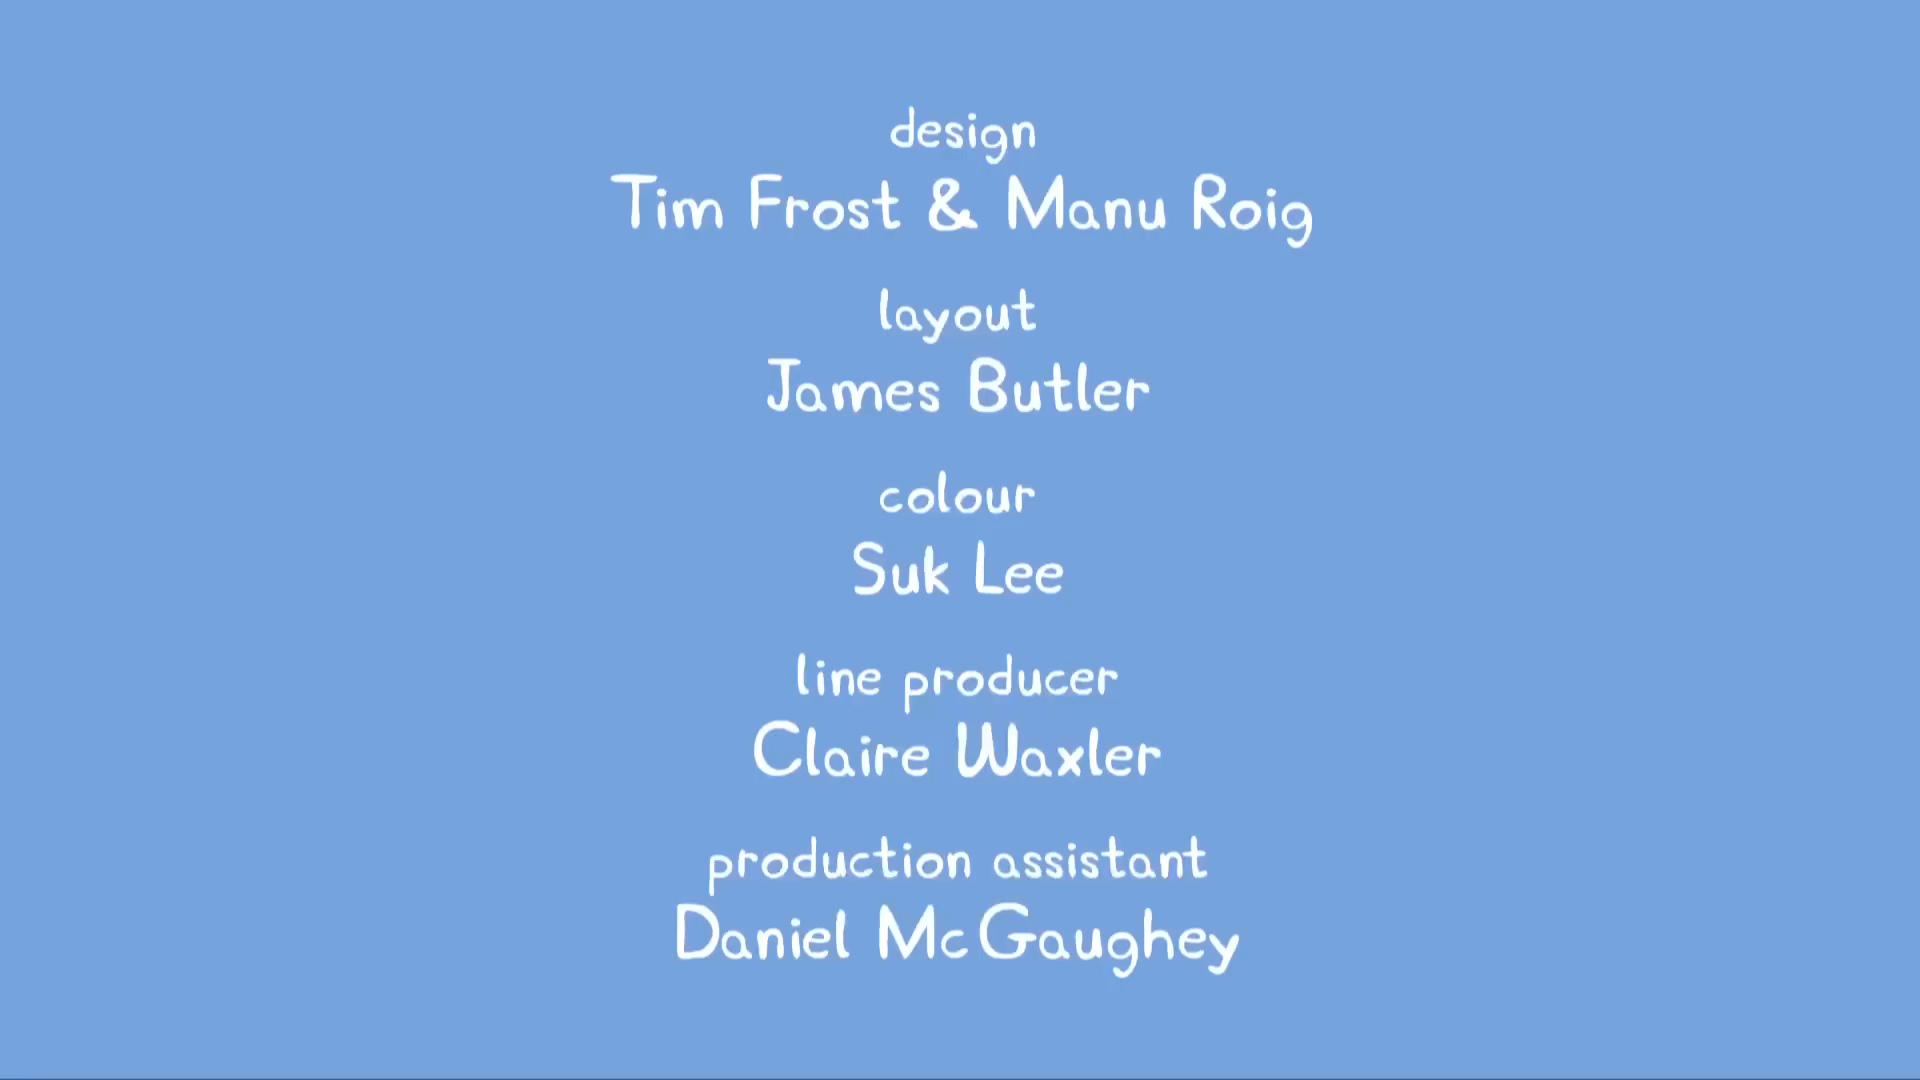 design
Tim Frost & Manu Roig
layout
James Butler
colour
Suk Lee
line producer
Claire Waxler
production assistant
Daniel McGaughey